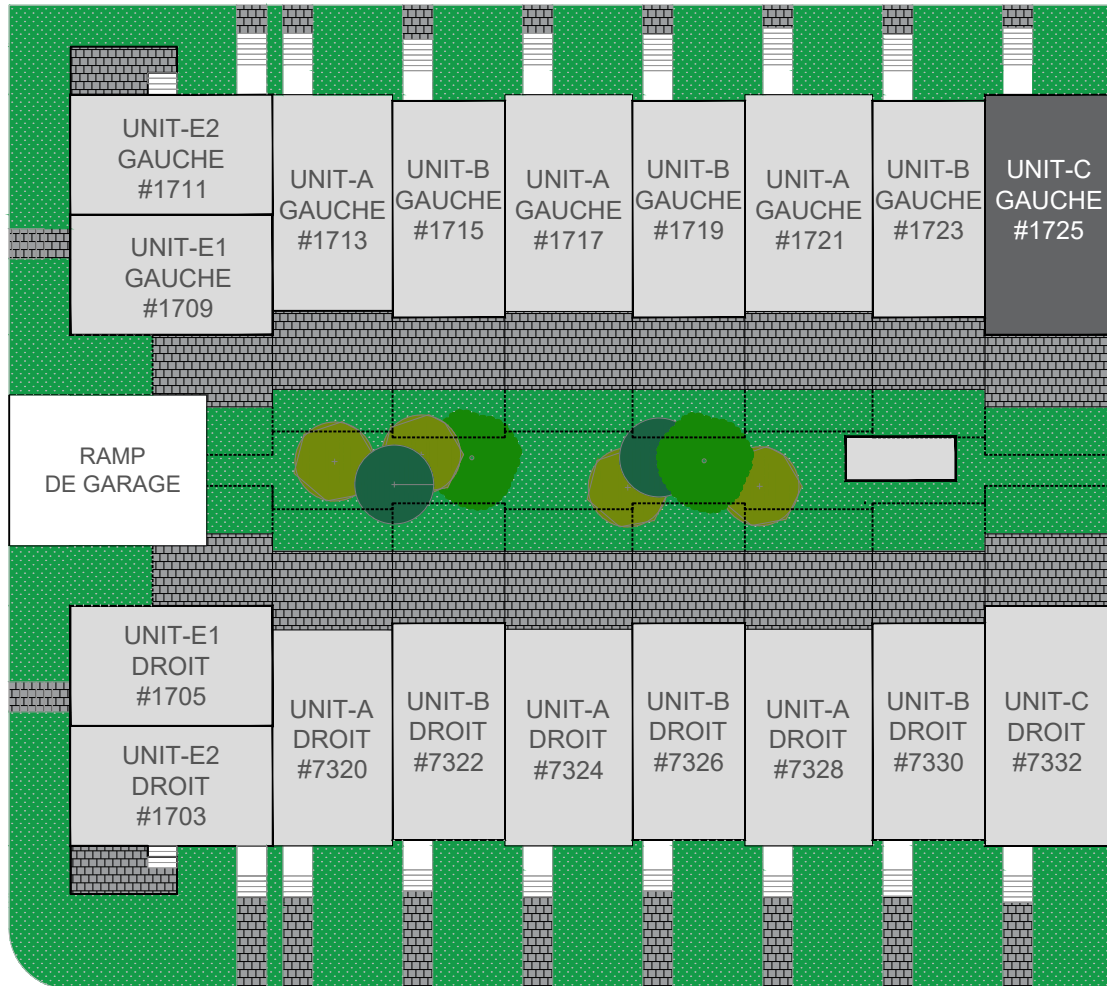 UNIT-E2
GAUCHE
#1711
UNIT-E1
GAUCHE
#1709
UNIT-A
GAUCHE
#1713
UNIT-B
GAUCHE
#1715
UNIT-A
GAUCHE
#1717
UNIT-B
GAUCHE
#1719
UNIT-A
GAUCHE
#1721
UNIT-B
GAUCHE
#1723
UNIT-C
GAUCHE
#1725
RAMP
DE GARAGE
UNIT-E1
DROIT
#1705
UNIT-E2
DROIT
#1703
UNIT-A
DROIT
#7320
UNIT-B
DROIT
#7322
UNIT-A
DROIT
#7324
UNIT-B
DROIT
#7326
UNIT-A
DROIT
#7328
UNIT-B
DROIT
#7330
UNIT-C
DROIT
#7332